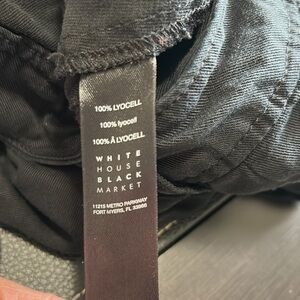 100% LYOCELL
100% lyocell
100% À LYOCELL
WHITE
HOUSE
BLACK
MARKET
11215 METRO PARKWAY
FORT MYERS, FL 33966